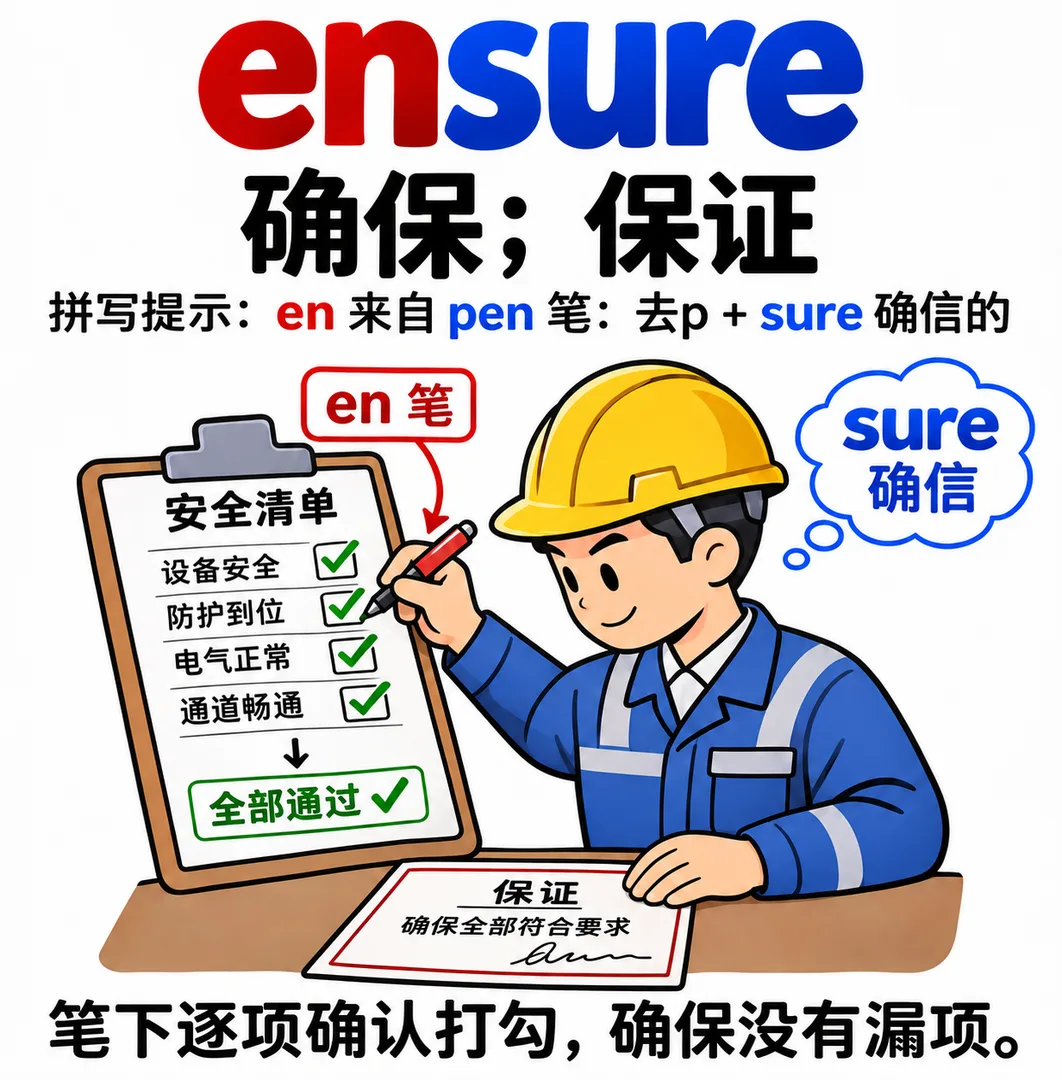 ensure
确保；保证
拼写提示：en 来自 pen 笔：去p + sure 确信的
en 笔
sure
确信
安全清单
设备安全
防护到位
电气正常
通道畅通
全部通过
保证
确保全部符合要求
笔下逐项确认打勾，确保没有漏项。